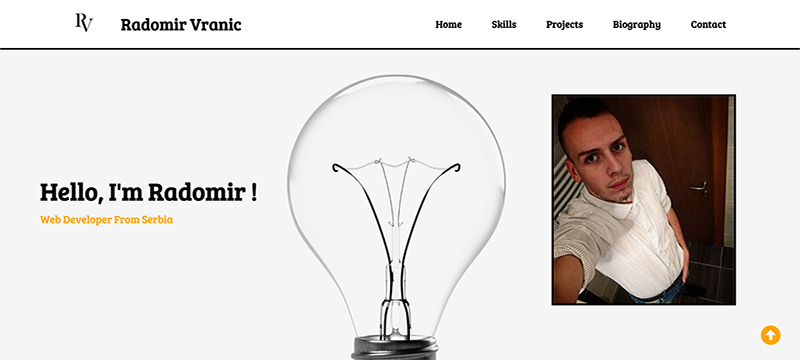 RV
Radomir Vranic
Home
Skills
Projects
Biography
Contact
Hello, I'm Radomir !
Web Developer From Serbia